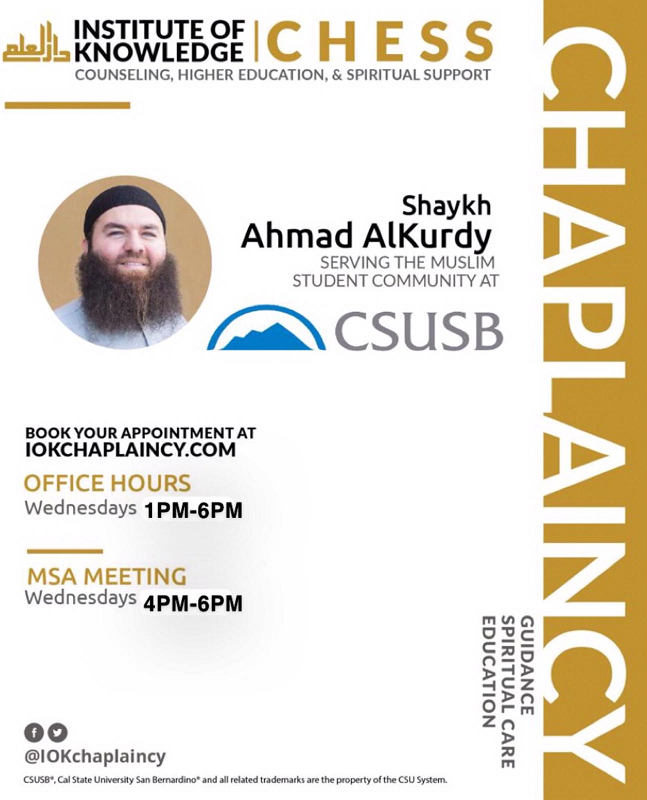 دار العلم
INSTITUTE OF
KNOWLEDGE
CHESS
COUNSELING, HIGHER EDUCATION, & SPIRITUAL SUPPORT
Shaykh
Ahmad AlKurdy
SERVING THE MUSLIM
STUDENT COMMUNITY AT
CSUSB
BOOK YOUR APPOINTMENT AT
IOKCHAPLAINCY.COM
OFFICE HOURS
Wednesdays 1PM-6PM
MSA MEETING
Wednesdays 4PM-6PM
@IOKchaplaincy
CSUSB®, Cal State University San Bernardino® and all related trademarks are the property of the CSU System.
GUIDANCE
SPIRITUAL CARE
EDUCATION
CHAPLAINCY